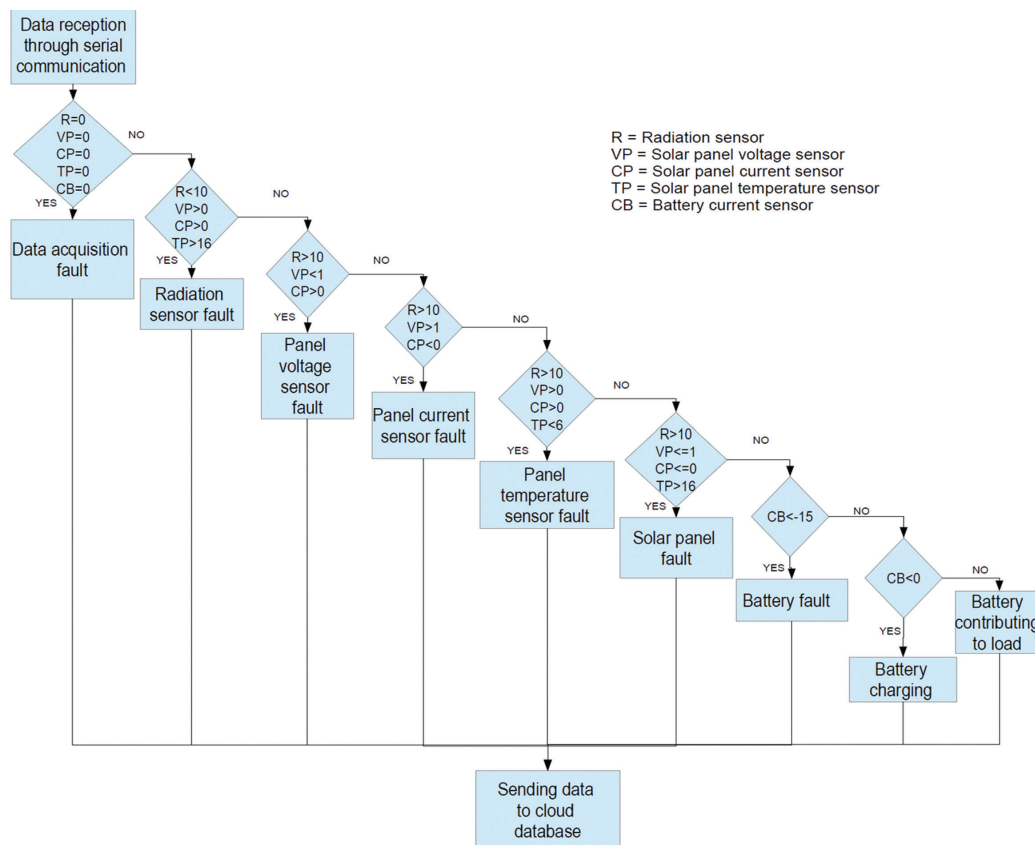 Data reception
through serial
communication
R=0
VP=0
CP=0
TP=0
CB=0
NO
YES
Data acquisition
fault
R = Radiation sensor
VP = Solar panel voltage sensor
CP = Solar panel current sensor
TP = Solar panel temperature sensor
CB = Battery current sensor
R<10
VP>0
CP>0
TP>16
NO
YES
Radiation
sensor fault
R>10
VP<1
CP>0
NO
YES
Panel
voltage
sensor
fault
R>10
VP>1
CP<0
NO
YES
Panel current
sensor fault
R>10
VP>0
CP>0
TP<6
NO
YES
Panel
temperature
sensor fault
R>10
VP<=1
CP<=0
TP>16
NO
YES
Solar panel
fault
CB<-15
NO
YES
Battery fault
CB<0
NO
YES
Battery
charging
Battery
contributing
to load
Sending data
to cloud
database